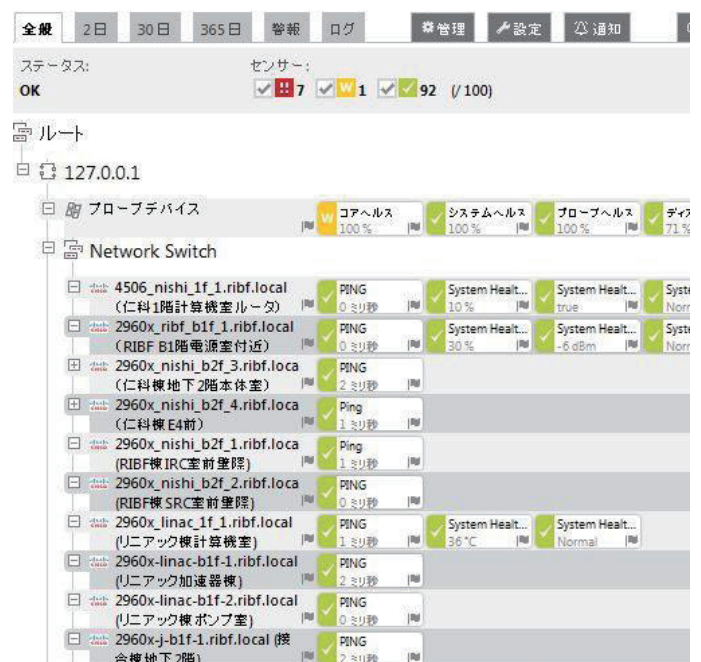 全般 2日 30日 365日 警報 ログ 管理 設定 通知
ステータス: センサー:
OK !! 7 W 1 92 (/ 100)
ルート
127.0.0.1
プローブデバイス
W コアヘルス 100 %
システムヘルス 100 %
プローブヘルス 100 %
71 %
Network Switch
4506_nishi_1f_1.ribf.local
(仁科1階計算機室ルータ)
PING 0 ミリ秒
System Healt... 10 %
System Healt... true
Syste Norr
2960x_ribf_b1f_1.ribf.local
(RIBF B1階電源室付近)
PING 0 ミリ秒
System Healt... 30 %
System Healt... -6 dBm
Syste Norr
2960x_nishi_b2f_3.ribf.loca
(仁科棟地下2階本体室)
PING 2 ミリ秒
2960x_nishi_b2f_4.ribf.loca
(仁科棟E4前)
Ping 1 ミリ秒
2960x_nishi_b2f_1.ribf.loca
(RIBF棟IRC室前壁際)
Ping 1 ミリ秒
2960x_nishi_b2f_2.ribf.loca
(RIBF棟SRC室前壁際)
PING 0 ミリ秒
2960x_linac_1f_1.ribf.local
(リニアック棟計算機室)
PING 1 ミリ秒
System Healt... 36 °C
System Healt... Normal
2960x-linac-b1f-1.ribf.local
(リニアック加速器棟)
PING 2 ミリ秒
2960x-linac-b1f-2.ribf.local
(リニアック棟ポンプ室)
PING 0 ミリ秒
2960x-j-b1f-1.ribf.local (接
合棟地下2階)
PING 2 ミリ秒